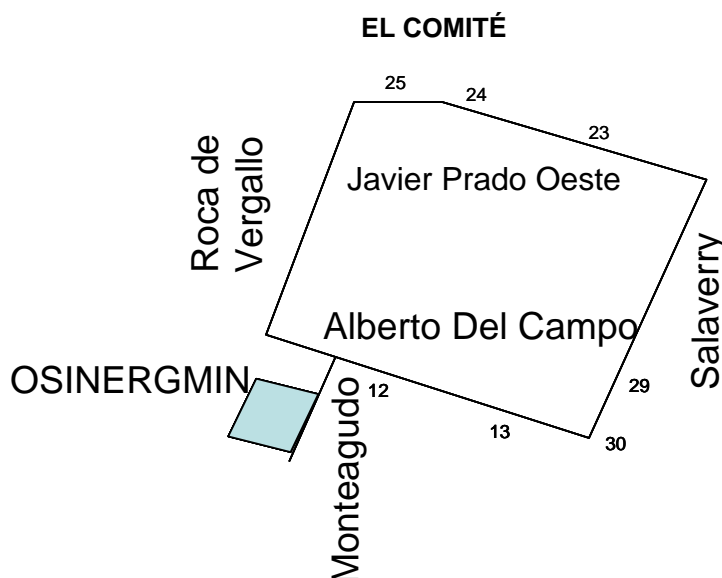 EL COMITÉ
25
24
23
Roca de
Vergallo
Javier Prado Oeste
Salaverry
Alberto Del Campo
OSINERGMIN
12
29
13
30
Monteagudo